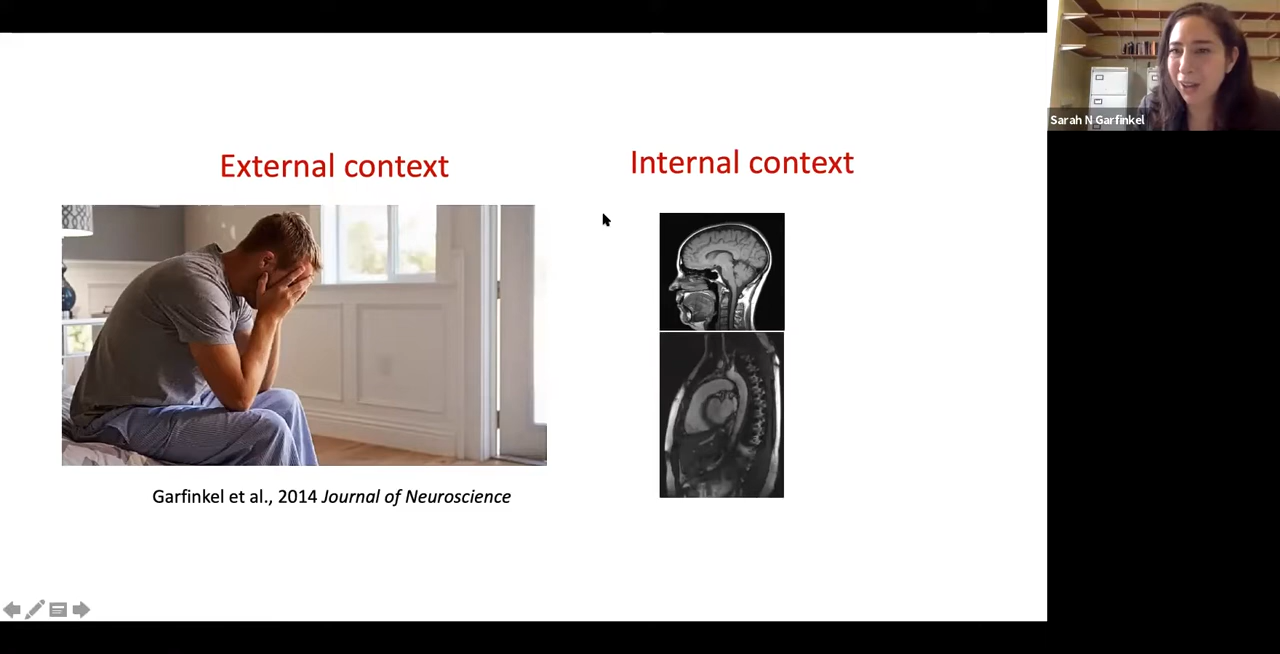 Sarah N Garfinkel
External context
Internal context
Garfinkel et al., 2014 Journal of Neuroscience